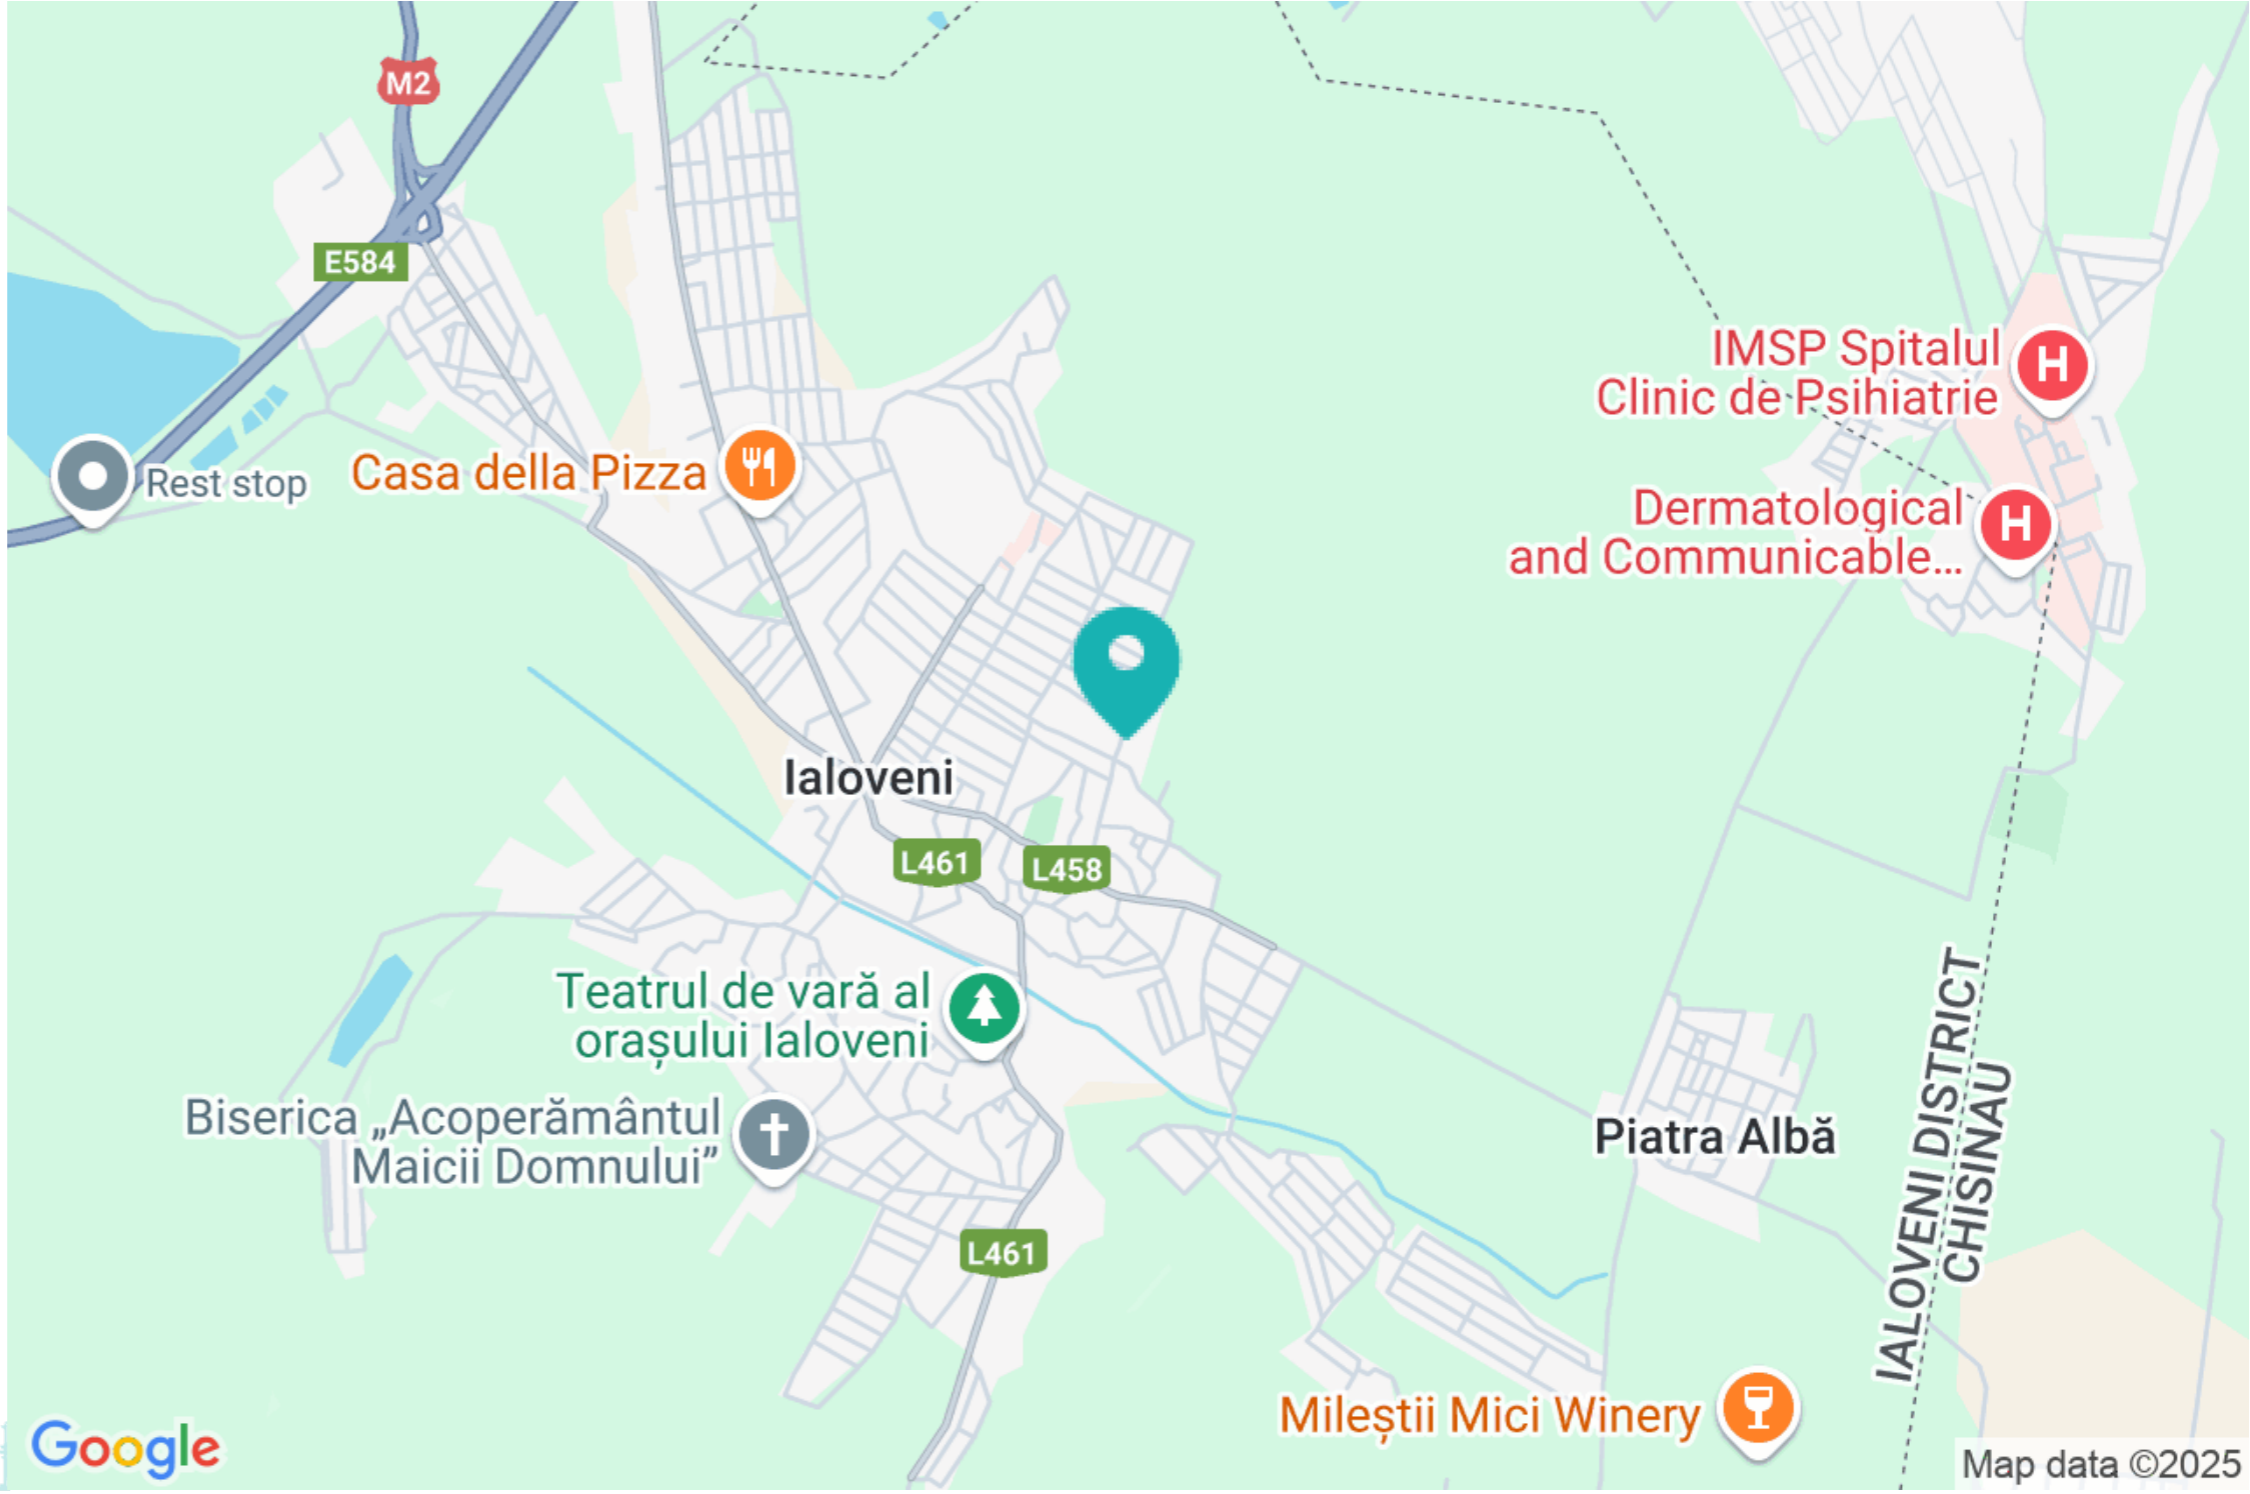 M2
E584
IMSP Spitalul
Clinic de Psihiatrie
H
Casa della Pizza
Rest stop
Dermatological
and Communicable...
H
Ialoveni
L461
L458
Teatrul de vară al
orașului Ialoveni
Biserica „Acoperământul
Maicii Domnului”
Piatra Albă
IALOVENI DISTRICT
CHISINAU
L461
Mileștii Mici Winery
Google
Map data ©2025